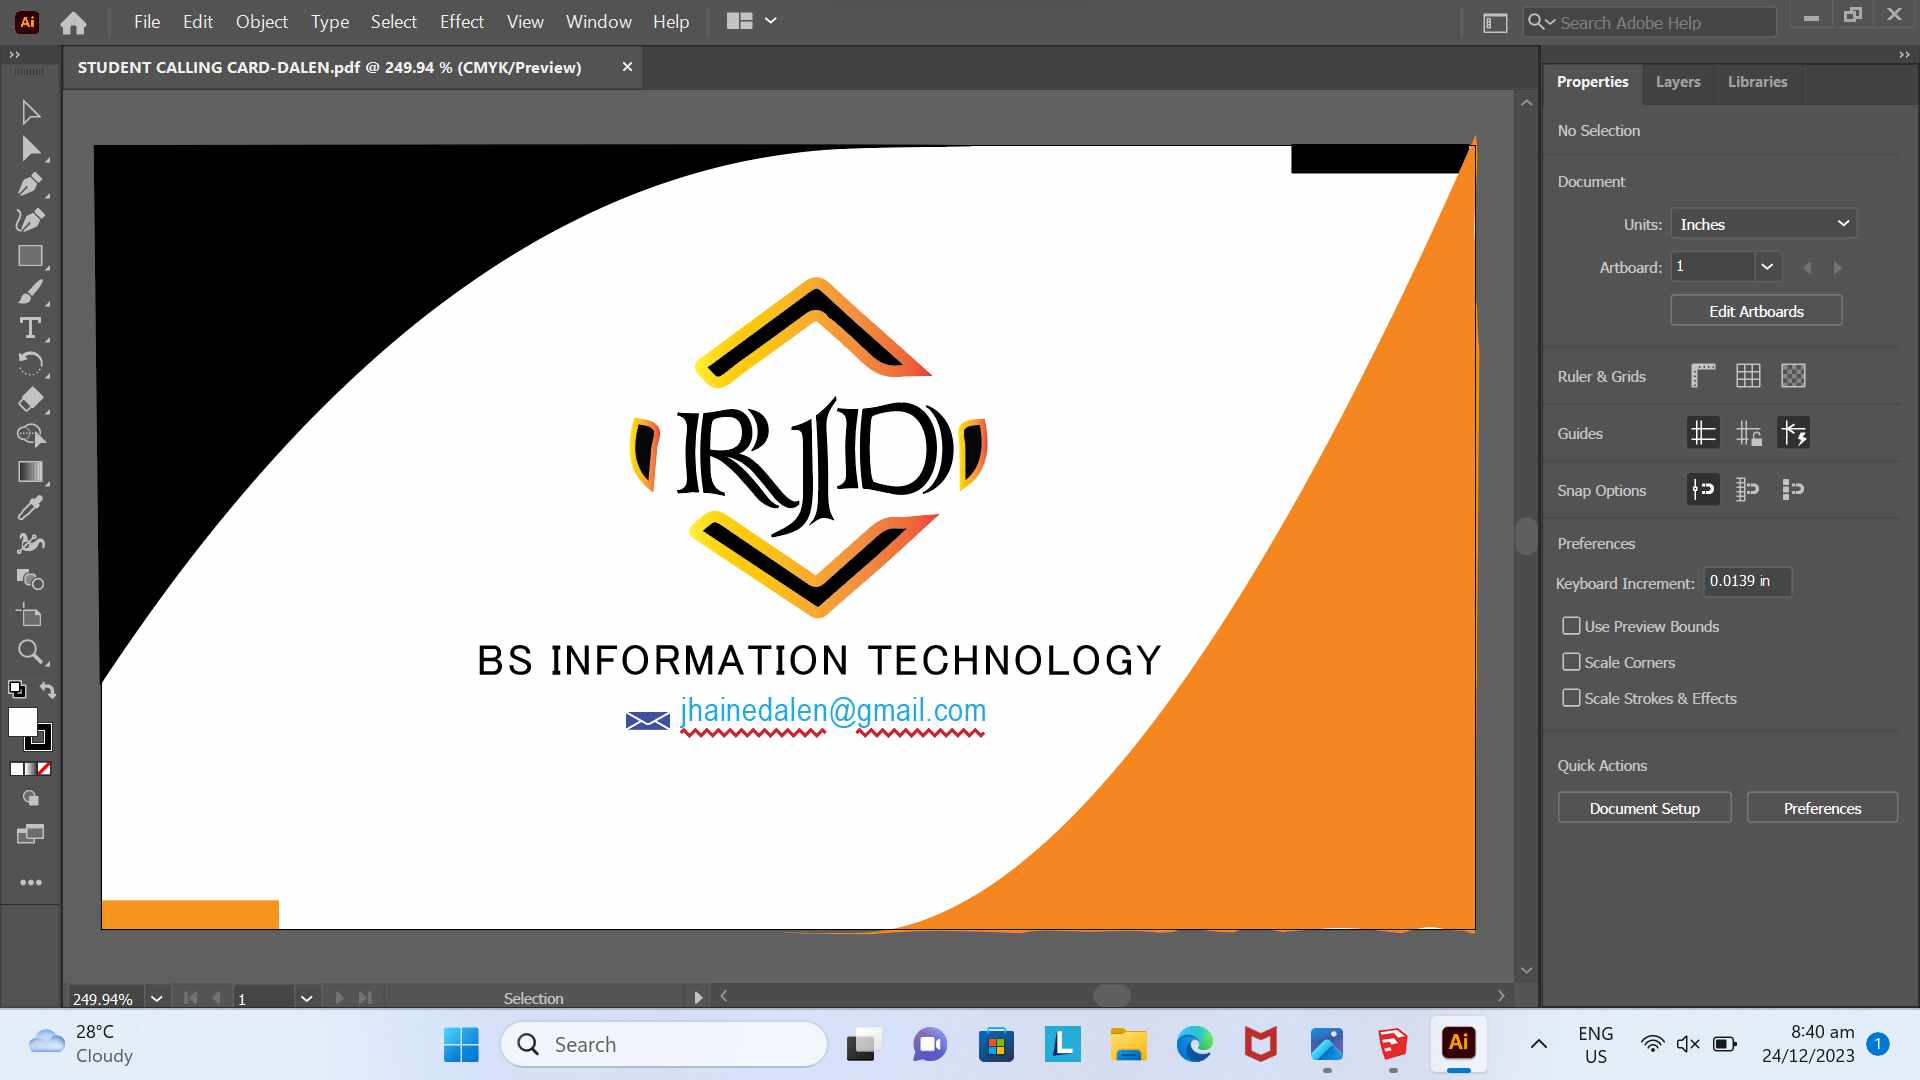 Ai File Edit Object Type Select Effect View Window Help Search Adobe Help
STUDENT CALLING CARD-DALEN.pdf @ 249.94 % (CMYK/Preview) ×
Properties Layers Libraries
No Selection
Document
Units: Inches
Artboard: 1
Edit Artboards
Ruler & Grids
Guides
Snap Options
Preferences
Keyboard Increment: 0.0139 in
Use Preview Bounds
Scale Corners
Scale Strokes & Effects
Quick Actions
Document Setup Preferences
RJD
BS INFORMATION TECHNOLOGY
jhainedalen@gmail.com
249.94% 1 Selection
28°C
Cloudy
Search
L
Ai
ENG
US
8:40 am
24/12/2023
1